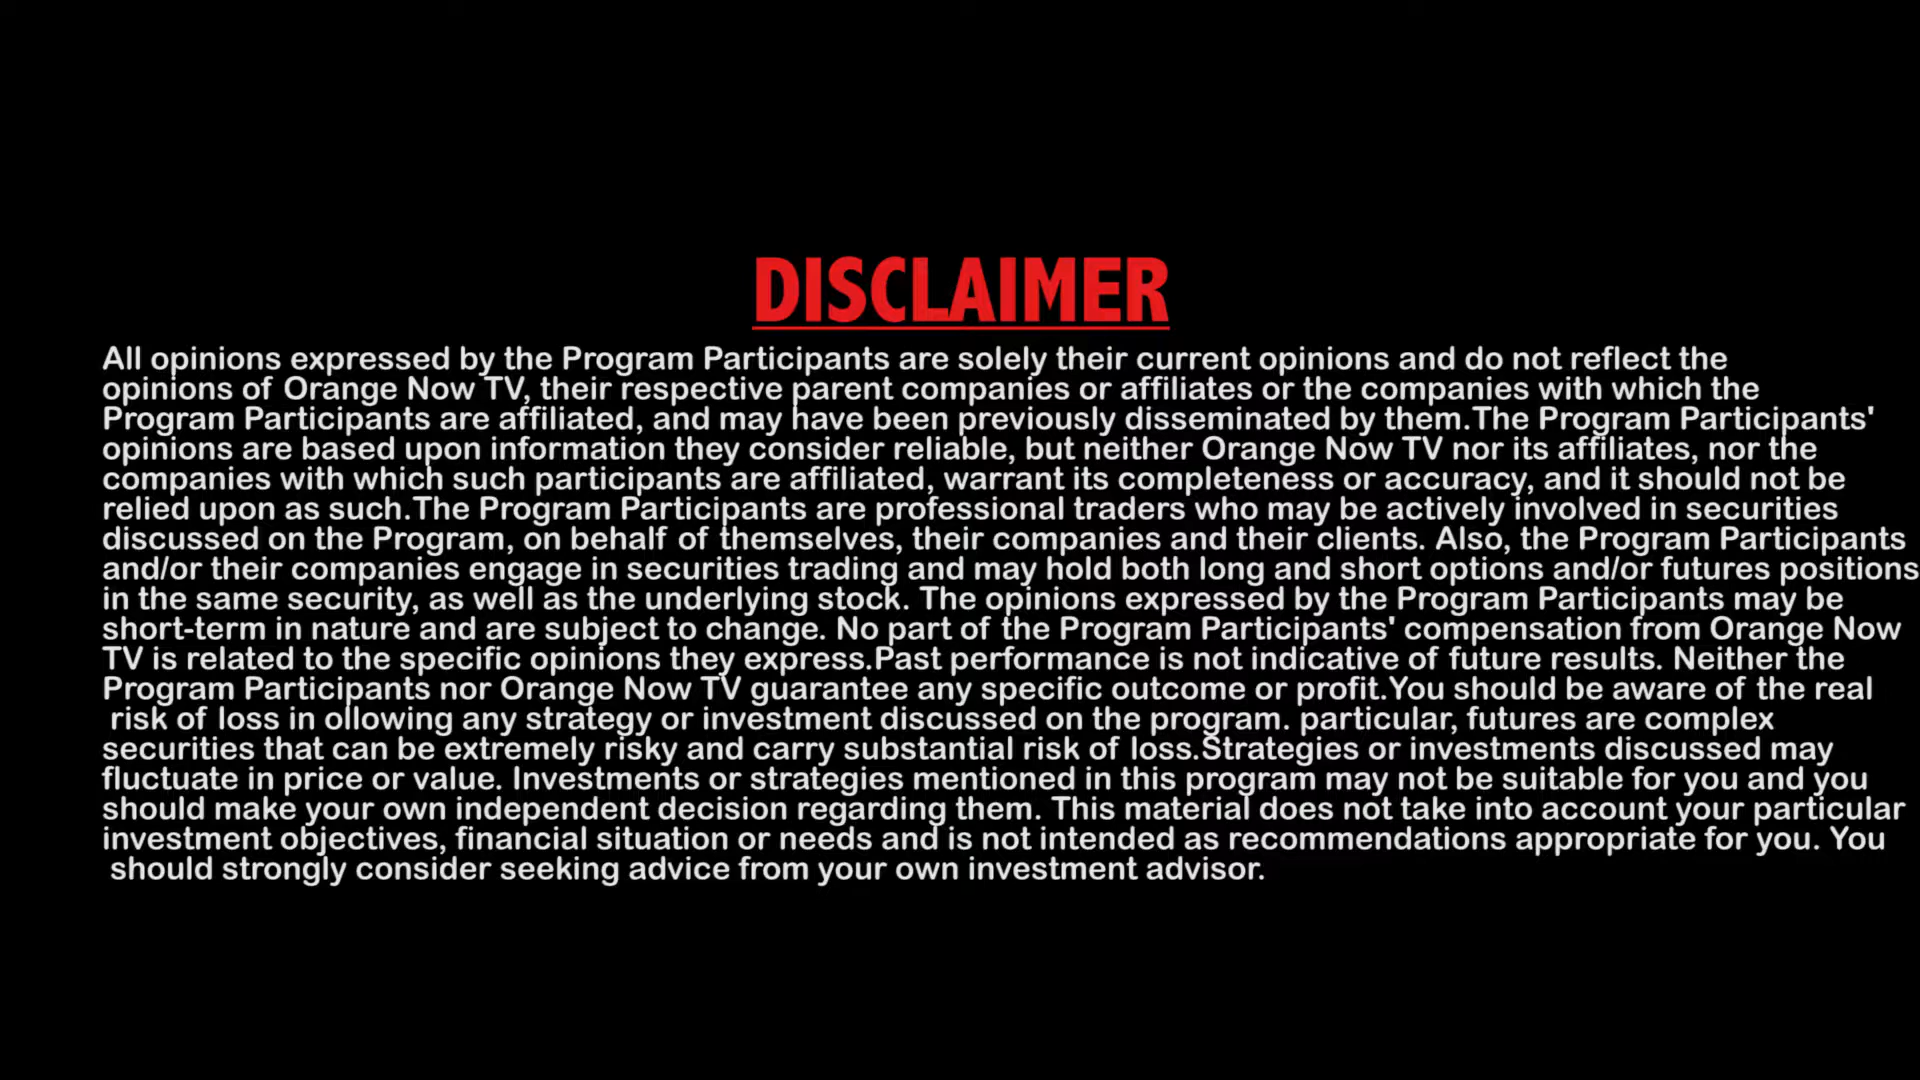 DISCLAIMER
All opinions expressed by the Program Participants are solely their current opinions and do not reflect the
opinions of Orange Now TV, their respective parent companies or affiliates or the companies with which the
Program Participants are affiliated, and may have been previously disseminated by them.The Program Participants'
opinions are based upon information they consider reliable, but neither Orange Now TV nor its affiliates, nor the
companies with which such participants are affiliated, warrant its completeness or accuracy, and it should not be
relied upon as such.The Program Participants are professional traders who may be actively involved in securities
discussed on the Program, on behalf of themselves, their companies and their clients. Also, the Program Participants
and/or their companies engage in securities trading and may hold both long and short options and/or futures positions
in the same security, as well as the underlying stock. The opinions expressed by the Program Participants may be
short-term in nature and are subject to change. No part of the Program Participants' compensation from Orange Now
TV is related to the specific opinions they express.Past performance is not indicative of future results. Neither the
Program Participants nor Orange Now TV guarantee any specific outcome or profit.You should be aware of the real
risk of loss in ollowing any strategy or investment discussed on the program. particular, futures are complex
securities that can be extremely risky and carry substantial risk of loss.Strategies or investments discussed may
fluctuate in price or value. Investments or strategies mentioned in this program may not be suitable for you and you
should make your own independent decision regarding them. This material does not take into account your particular
investment objectives, financial situation or needs and is not intended as recommendations appropriate for you. You
should strongly consider seeking advice from your own investment advisor.